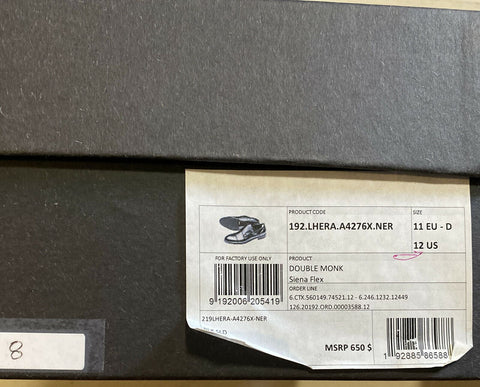 PRODUCT CODE
192.LHERA.A4276X.NER
SIZE
11 EU - D
12 US
FOR FACTORY USE ONLY
9 192006 205419
PRODUCT
DOUBLE MONK
Siena Flex
ORDER LINE
6.CTX.S60149.74521.12 - 6.246.1232.12449
126.20192.ORD.00003588.12
219LHERA-A4276X-NER
MSRP 650 $
1 92885 86588
8